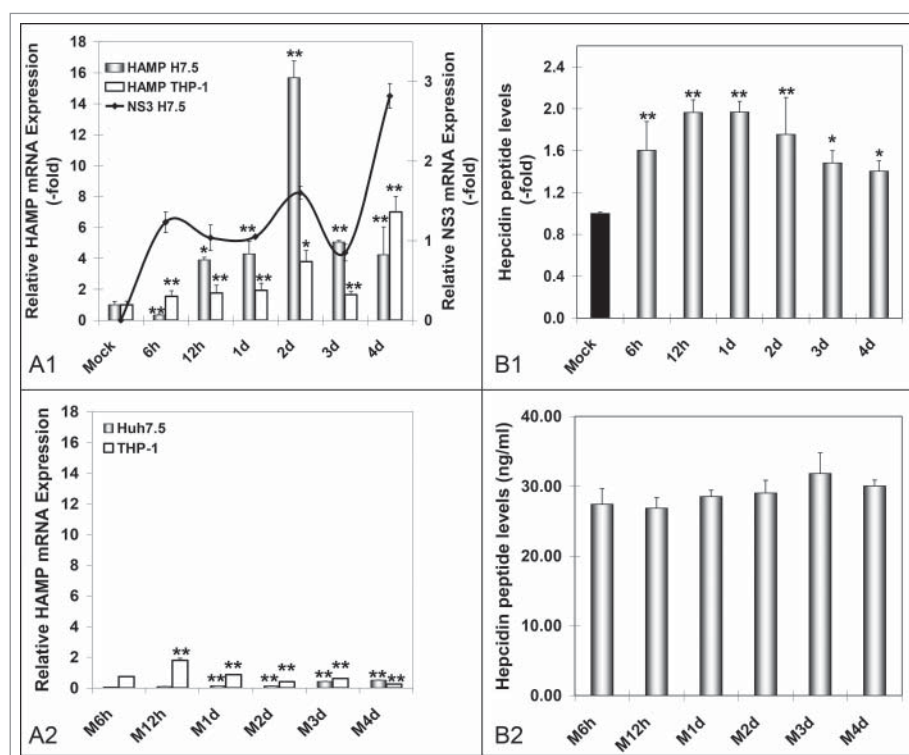 Relative HAMP mRNA Expression
(-fold)
18
16
14
12
10
8
6
4
2
0
HAMP H7.5
HAMP THP-1
NS3 H7.5
**
**
**
*
**
**
**
**
*
**
**
**
**
3
2
1
0
Relative NS3 mRNA Expression
(-fold)
Mock
6h
12h
1d
2d
3d
4d
A1
Hepcidin peptide levels
(-fold)
2.4
2.0
1.6
1.2
0.8
0.4
0.0
**
**
**
**
*
*
Mock
6h
12h
1d
2d
3d
4d
B1
Relative HAMP mRNA Expression
18
16
14
12
10
8
6
4
2
0
Huh7.5
THP-1
**
**
**
**
**
**
**
**
**
M6h
M12h
M1d
M2d
M3d
M4d
A2
Hepcidin peptide levels (ng/ml)
40.00
30.00
20.00
10.00
0.00
M6h
M12h
M1d
M2d
M3d
M4d
B2